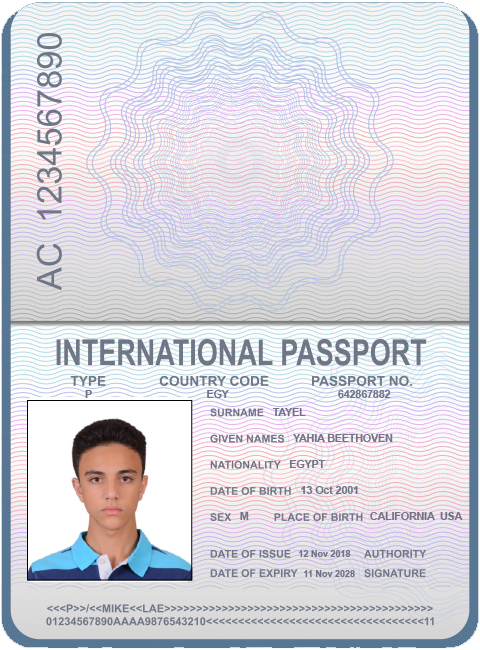 AC 1234567890
INTERNATIONAL PASSPORT
TYPE COUNTRY CODE PASSPORT NO.
P EGY 642867882
SURNAME TAYEL
GIVEN NAMES YAHIA BEETHOVEN
NATIONALITY EGYPT
DATE OF BIRTH 13 Oct 2001
SEX M PLACE OF BIRTH CALIFORNIA USA
DATE OF ISSUE 12 Nov 2018 AUTHORITY
DATE OF EXPIRY 11 Nov 2028 SIGNATURE
<<<P>>/<<MIKE<<LAE>>>>>>>>>>>>>>>>>>>>>>>>>>>>>>>>>>>>>>>>>
01234567890AAAA9876543210<<<<<<<<<<<<<<<<<<<<<<<<<<<<<<<<<<11